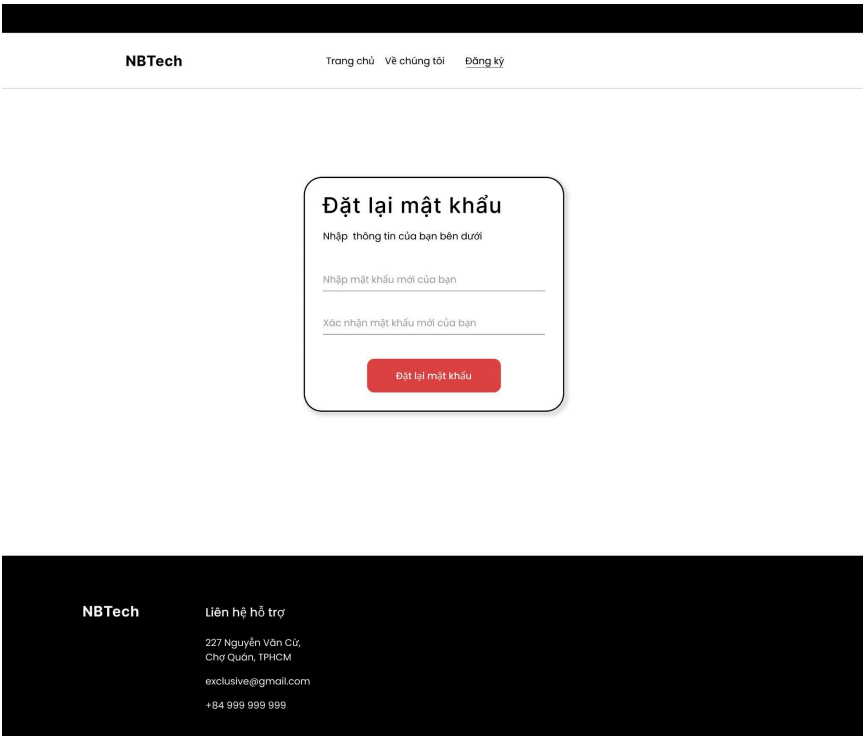 NBTech
Trang chủ Về chúng tôi Đăng ký
Đặt lại mật khẩu
Nhập thông tin của bạn bên dưới
Nhập mật khẩu mới của bạn
Xác nhận mật khẩu mới của bạn
Đặt lại mật khẩu
NBTech
Liên hệ hỗ trợ
227 Nguyễn Văn Cừ,
Chợ Quán, TPHCM
exclusive@gmail.com
+84 999 999 999